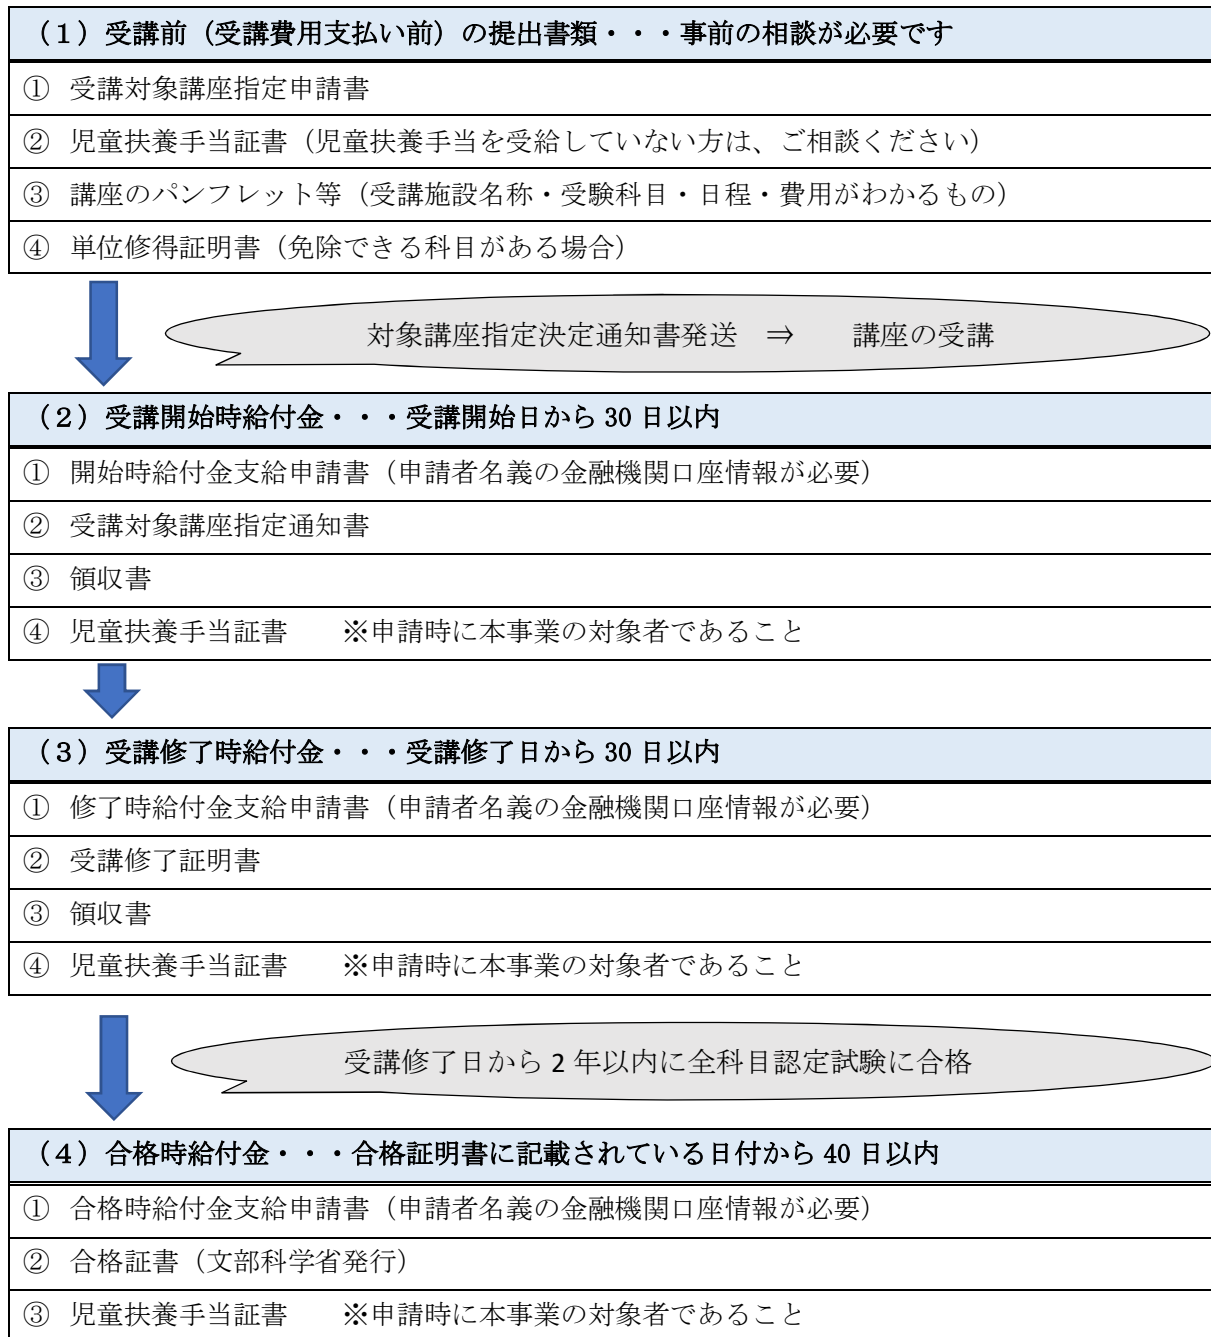 （１）受講前（受講費用支払い前）の提出書類・・・事前の相談が必要です
① 受講対象講座指定申請書
② 児童扶養手当証書（児童扶養手当を受給していない方は、ご相談ください）
③ 講座のパンフレット等（受講施設名称・受験科目・日程・費用がわかるもの）
④ 単位修得証明書（免除できる科目がある場合）
対象講座指定決定通知書発送 ⇒ 講座の受講
（２）受講開始時給付金・・・受講開始日から 30 日以内
① 開始時給付金支給申請書（申請者名義の金融機関口座情報が必要）
② 受講対象講座指定通知書
③ 領収書
④ 児童扶養手当証書 ※申請時に本事業の対象者であること
（３）受講修了時給付金・・・受講修了日から 30 日以内
① 修了時給付金支給申請書（申請者名義の金融機関口座情報が必要）
② 受講修了証明書
③ 領収書
④ 児童扶養手当証書 ※申請時に本事業の対象者であること
受講修了日から 2 年以内に全科目認定試験に合格
（４）合格時給付金・・・合格証明書に記載されている日付から 40 日以内
① 合格時給付金支給申請書（申請者名義の金融機関口座情報が必要）
② 合格証書（文部科学省発行）
③ 児童扶養手当証書 ※申請時に本事業の対象者であること